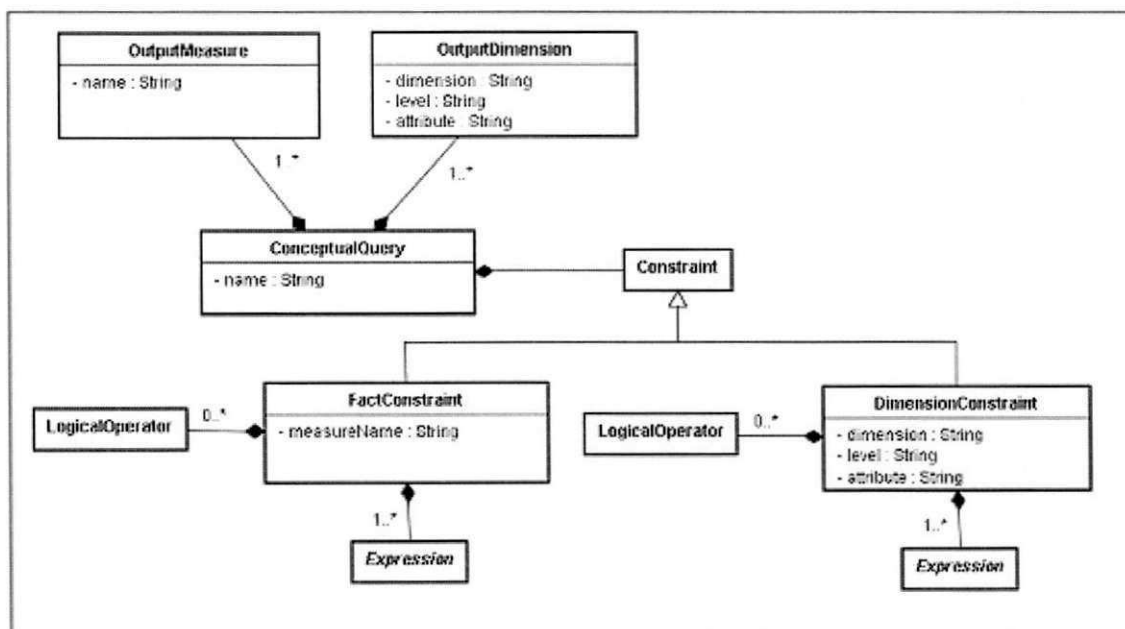 OutputMeasure
- name : String
OutputDimension
- dimension : String
- level : String
- attribute : String
1..*
1..*
ConceptualQuery
- name : String
Constraint
FactConstraint
- measureName : String
LogicalOperator
0..*
1..*
Expression
DimensionConstraint
- dimension : String
- level : String
- attribute : String
LogicalOperator
0..*
1..*
Expression